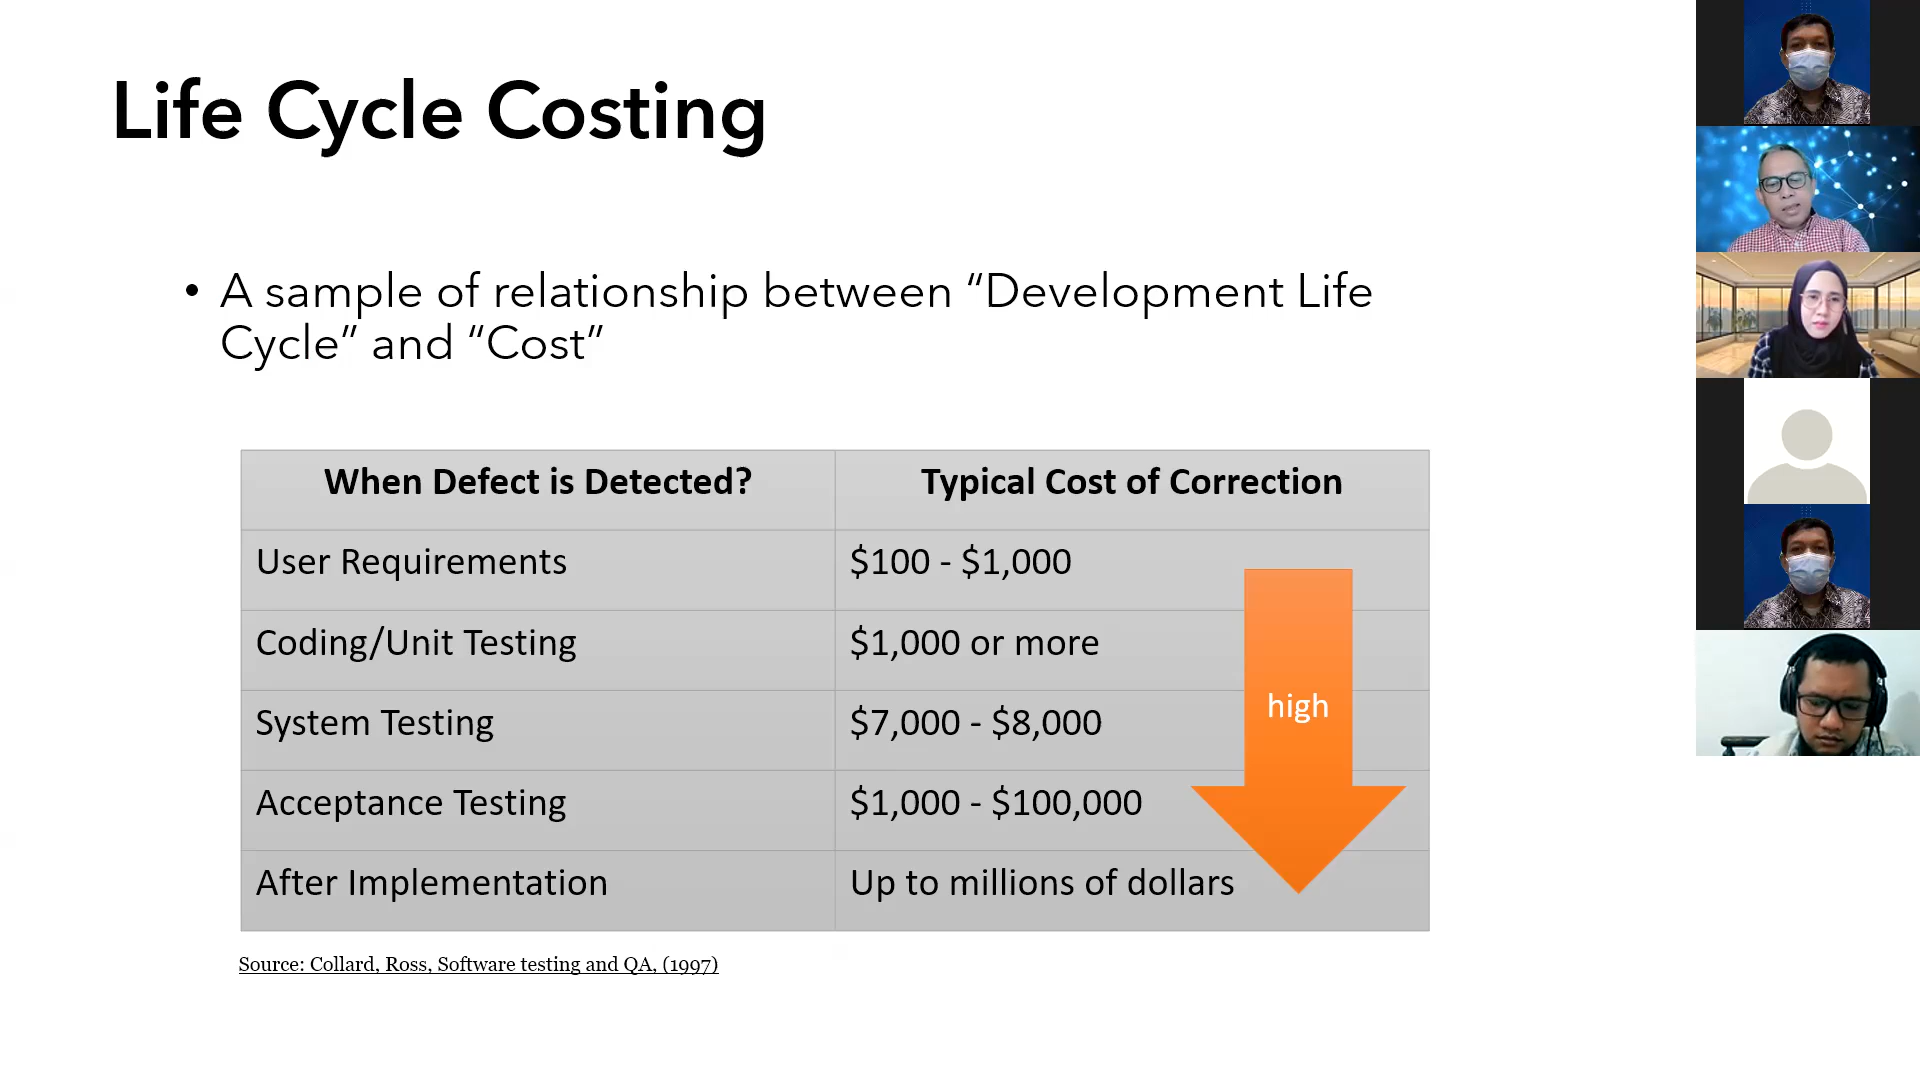 Life Cycle Costing
• A sample of relationship between “Development Life
Cycle” and “Cost”
When Defect is Detected?
Typical Cost of Correction
User Requirements
$100 - $1,000
Coding/Unit Testing
$1,000 or more
System Testing
$7,000 - $8,000
high
Acceptance Testing
$1,000 - $100,000
After Implementation
Up to millions of dollars
Source: Collard, Ross, Software testing and QA, (1997)